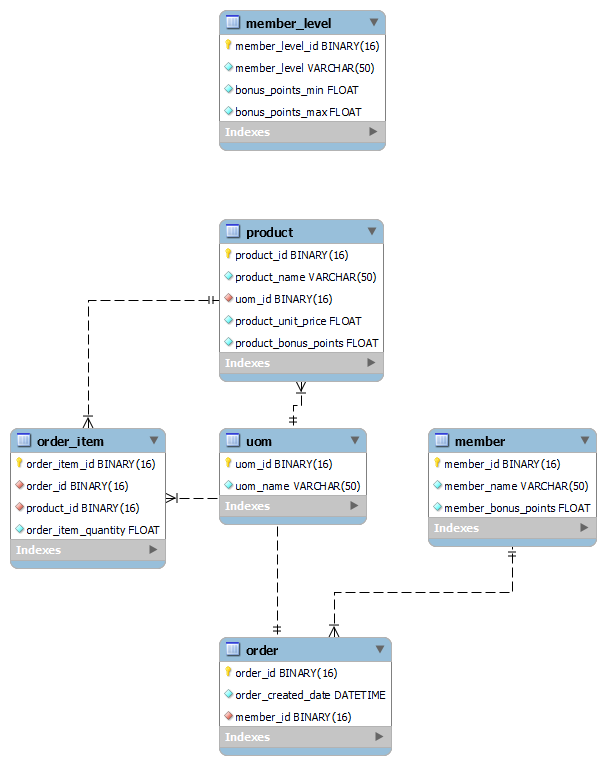 member_level
member_level_id BINARY(16)
member_level VARCHAR(50)
bonus_points_min FLOAT
bonus_points_max FLOAT
Indexes
product
product_id BINARY(16)
product_name VARCHAR(50)
uom_id BINARY(16)
product_unit_price FLOAT
product_bonus_points FLOAT
Indexes
order_item
order_item_id BINARY(16)
order_id BINARY(16)
product_id BINARY(16)
order_item_quantity FLOAT
Indexes
uom
uom_id BINARY(16)
uom_name VARCHAR(50)
Indexes
member
member_id BINARY(16)
member_name VARCHAR(50)
member_bonus_points FLOAT
Indexes
order
order_id BINARY(16)
order_created_date DATETIME
member_id BINARY(16)
Indexes